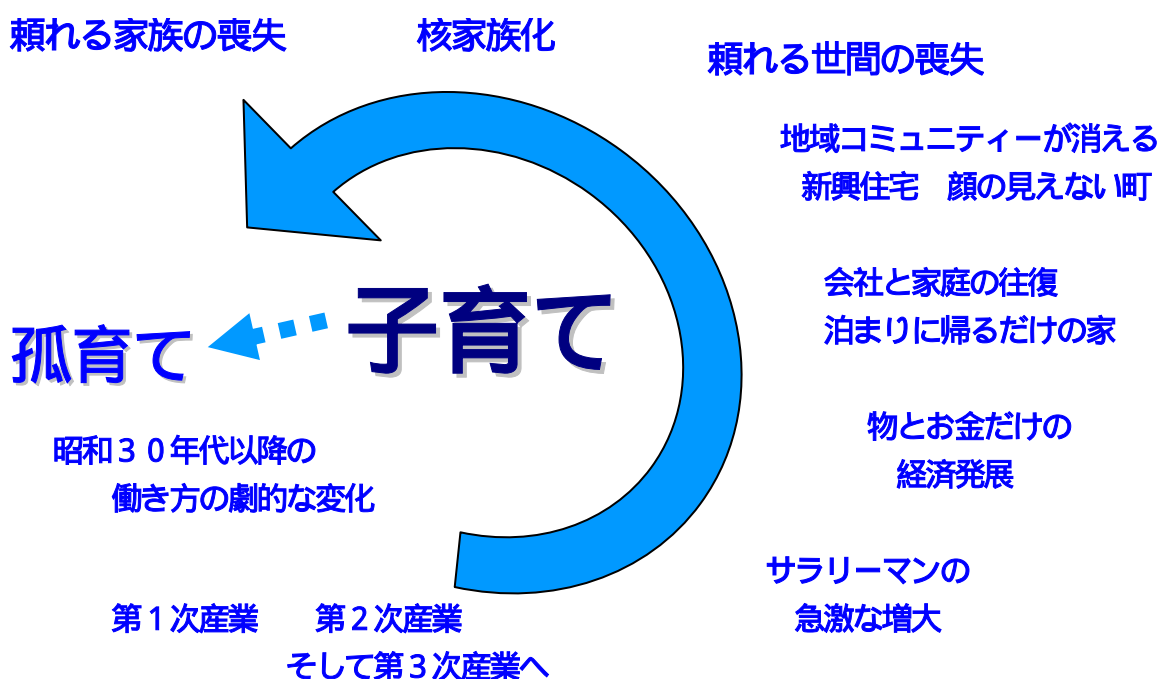 頼れる家族の喪失
核家族化
頼れる世間の喪失
地域コミュニティーが消える
新興住宅　顔の見えない町
会社と家庭の往復
泊まりに帰るだけの家
子育て
孤育て
物とお金だけの
経済発展
昭和３０年代以降の
働き方の劇的な変化
サラリーマンの
急激な増大
第１次産業　　第２次産業
そして第３次産業へ